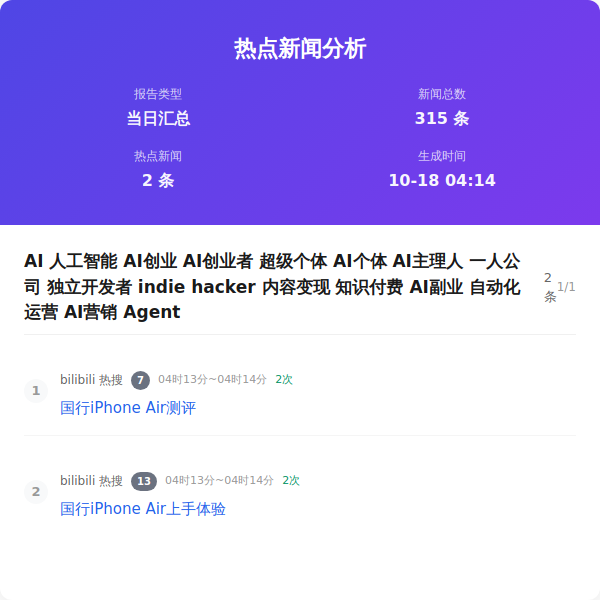 热点新闻分析
报告类型
当日汇总
新闻总数
315 条
热点新闻
2 条
生成时间
10-18 04:14
AI 人工智能 AI创业 AI创业者 超级个体 AI个体 AI主理人 一人公
司 独立开发者 indie hacker 内容变现 知识付费 AI副业 自动化
运营 AI营销 Agent
2
条
1/1
1
bilibili 热搜 7 04时13分~04时14分 2次
国行iPhone Air测评
2
bilibili 热搜 13 04时13分~04时14分 2次
国行iPhone Air上手体验